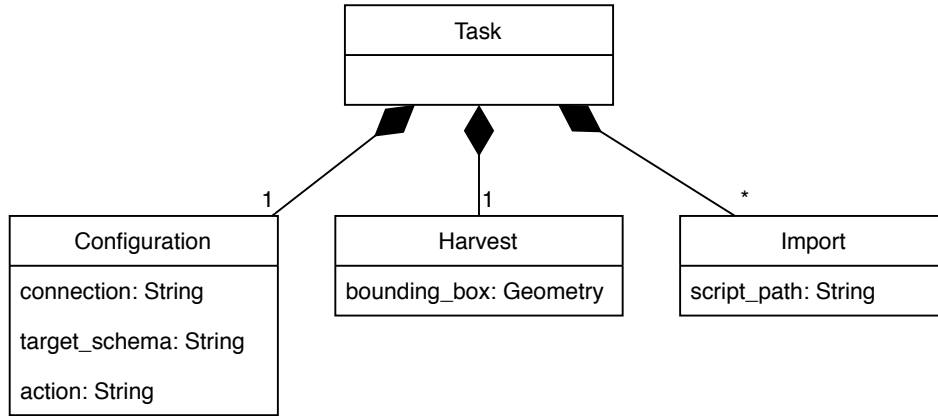 Task
1
1
*
Configuration
connection: String
target_schema: String
action: String
Harvest
bounding_box: Geometry
Import
script_path: String